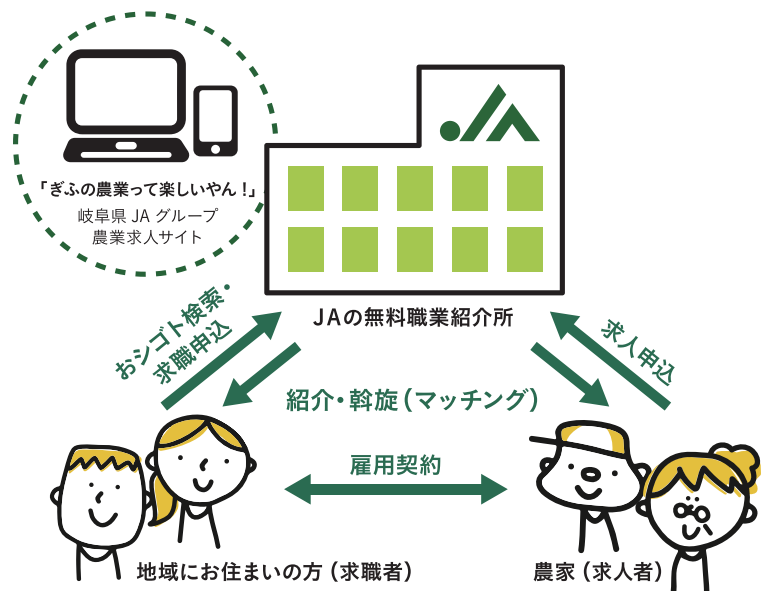 JA
「ぎふの農業って楽しいやん！」
岐阜県 JA グループ
農業求人サイト
JAの無料職業紹介所
おシゴト検索・
求職申込
求人申込
紹介・斡旋（マッチング）
雇用契約
地域にお住まいの方（求職者）
農家（求人者）